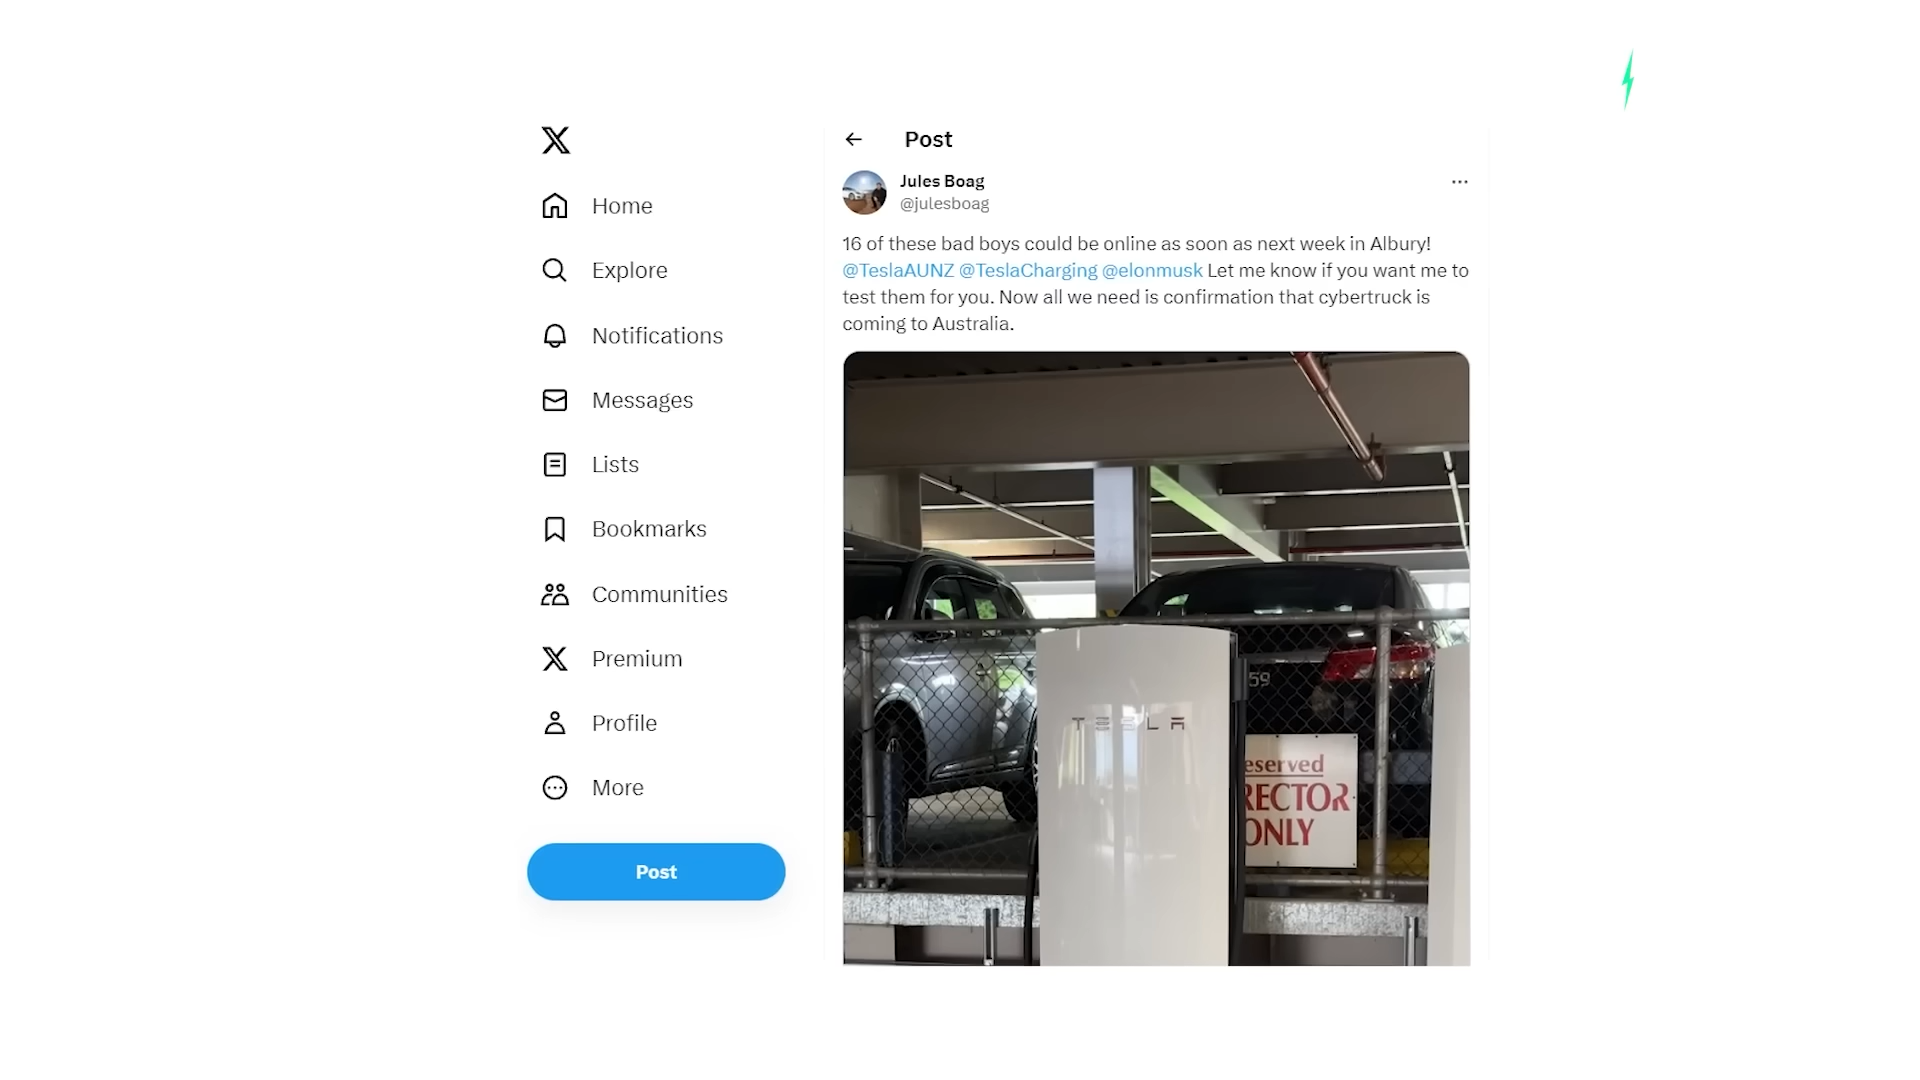 Home
Explore
Notifications
Messages
Lists
Bookmarks
Communities
Premium
Profile
More
Post
Post
Jules Boag
@julesboag
16 of these bad boys could be online as soon as next week in Albury!
@TeslaAUNZ @TeslaCharging @elonmusk Let me know if you want me to
test them for you. Now all we need is confirmation that cybertruck is
coming to Australia.
59
TESLA
eserved
RECTOR
ONLY